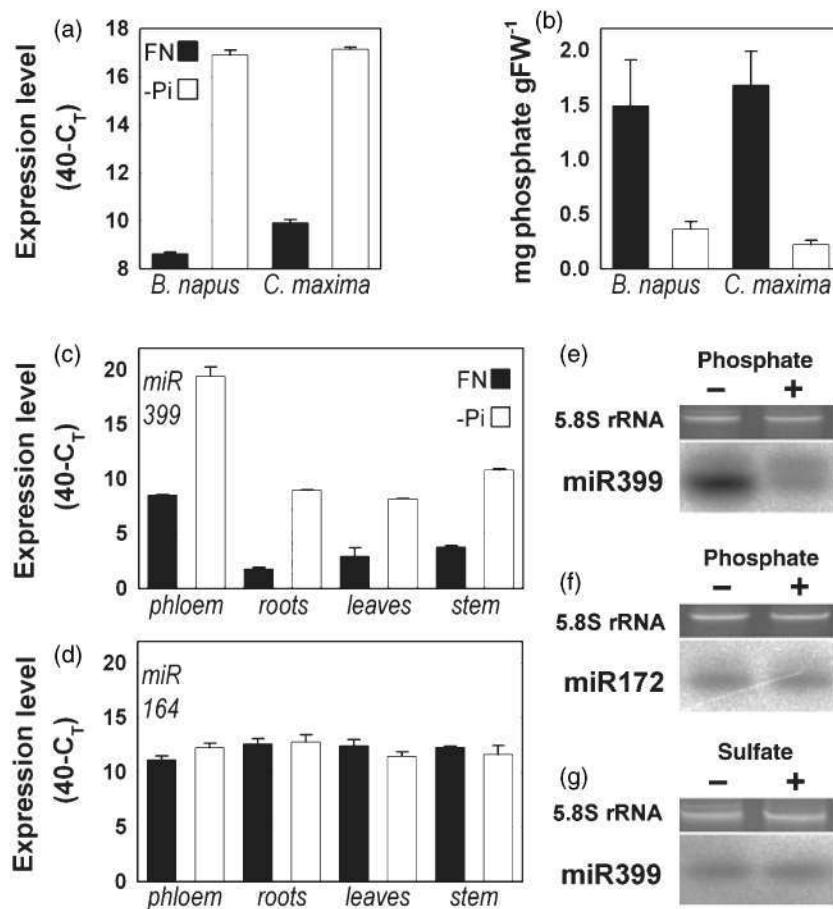 (a)
Expression level
(40-C_T)
18
16
14
12
10
8
FN
-Pi
B. napus C. maxima
(b)
mg phosphate gFW⁻¹
2.0
1.5
1.0
0.5
0.0
B. napus C. maxima
(c)
Expression level
(40-C_T)
20
15
10
5
0
miR
399
FN
-Pi
phloem roots leaves stem
(d)
Expression level
(40-C_T)
20
15
10
5
0
miR
164
phloem roots leaves stem
(e)
Phosphate
− +
5.8S rRNA
miR399
(f)
Phosphate
− +
5.8S rRNA
miR172
(g)
Sulfate
− +
5.8S rRNA
miR399